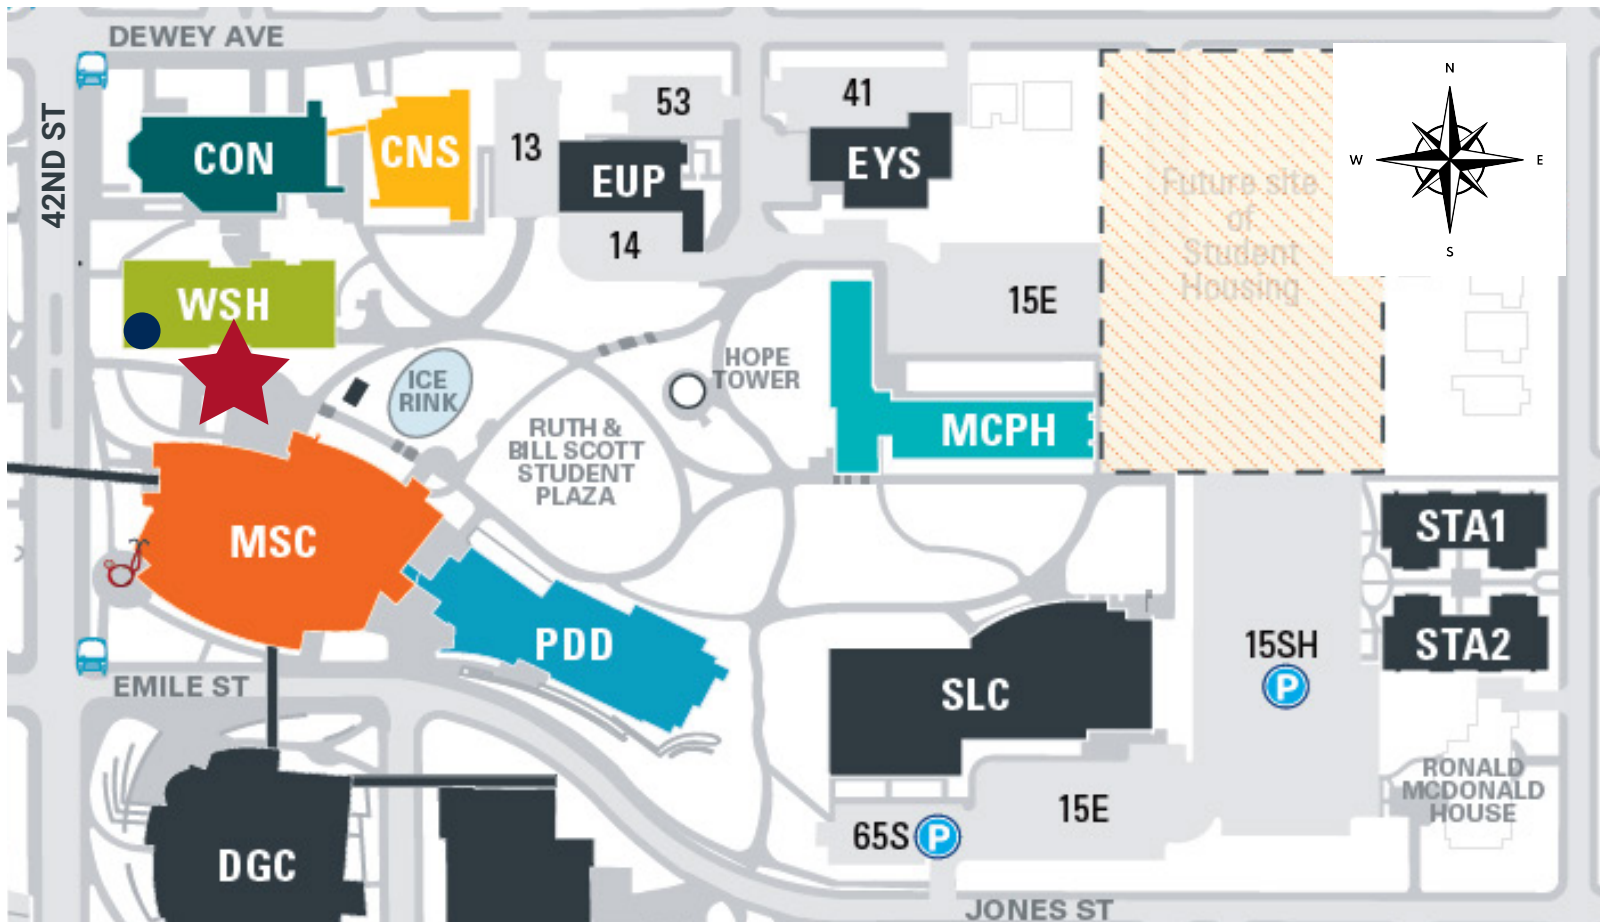 DEWEY AVE
42ND ST
CON
CNS
13
53
41
EUP
EYS
14
N
W
E
S
Future site
of
Student
Housing
WSH
15E
ICE
RINK
HOPE
TOWER
RUTH &
BILL SCOTT
STUDENT
PLAZA
MCPH
MSC
STA1
STA2
PDD
SLC
15SH
P
EMILE ST
DGC
65S
P
15E
RONALD
MCDONALD
HOUSE
JONES ST